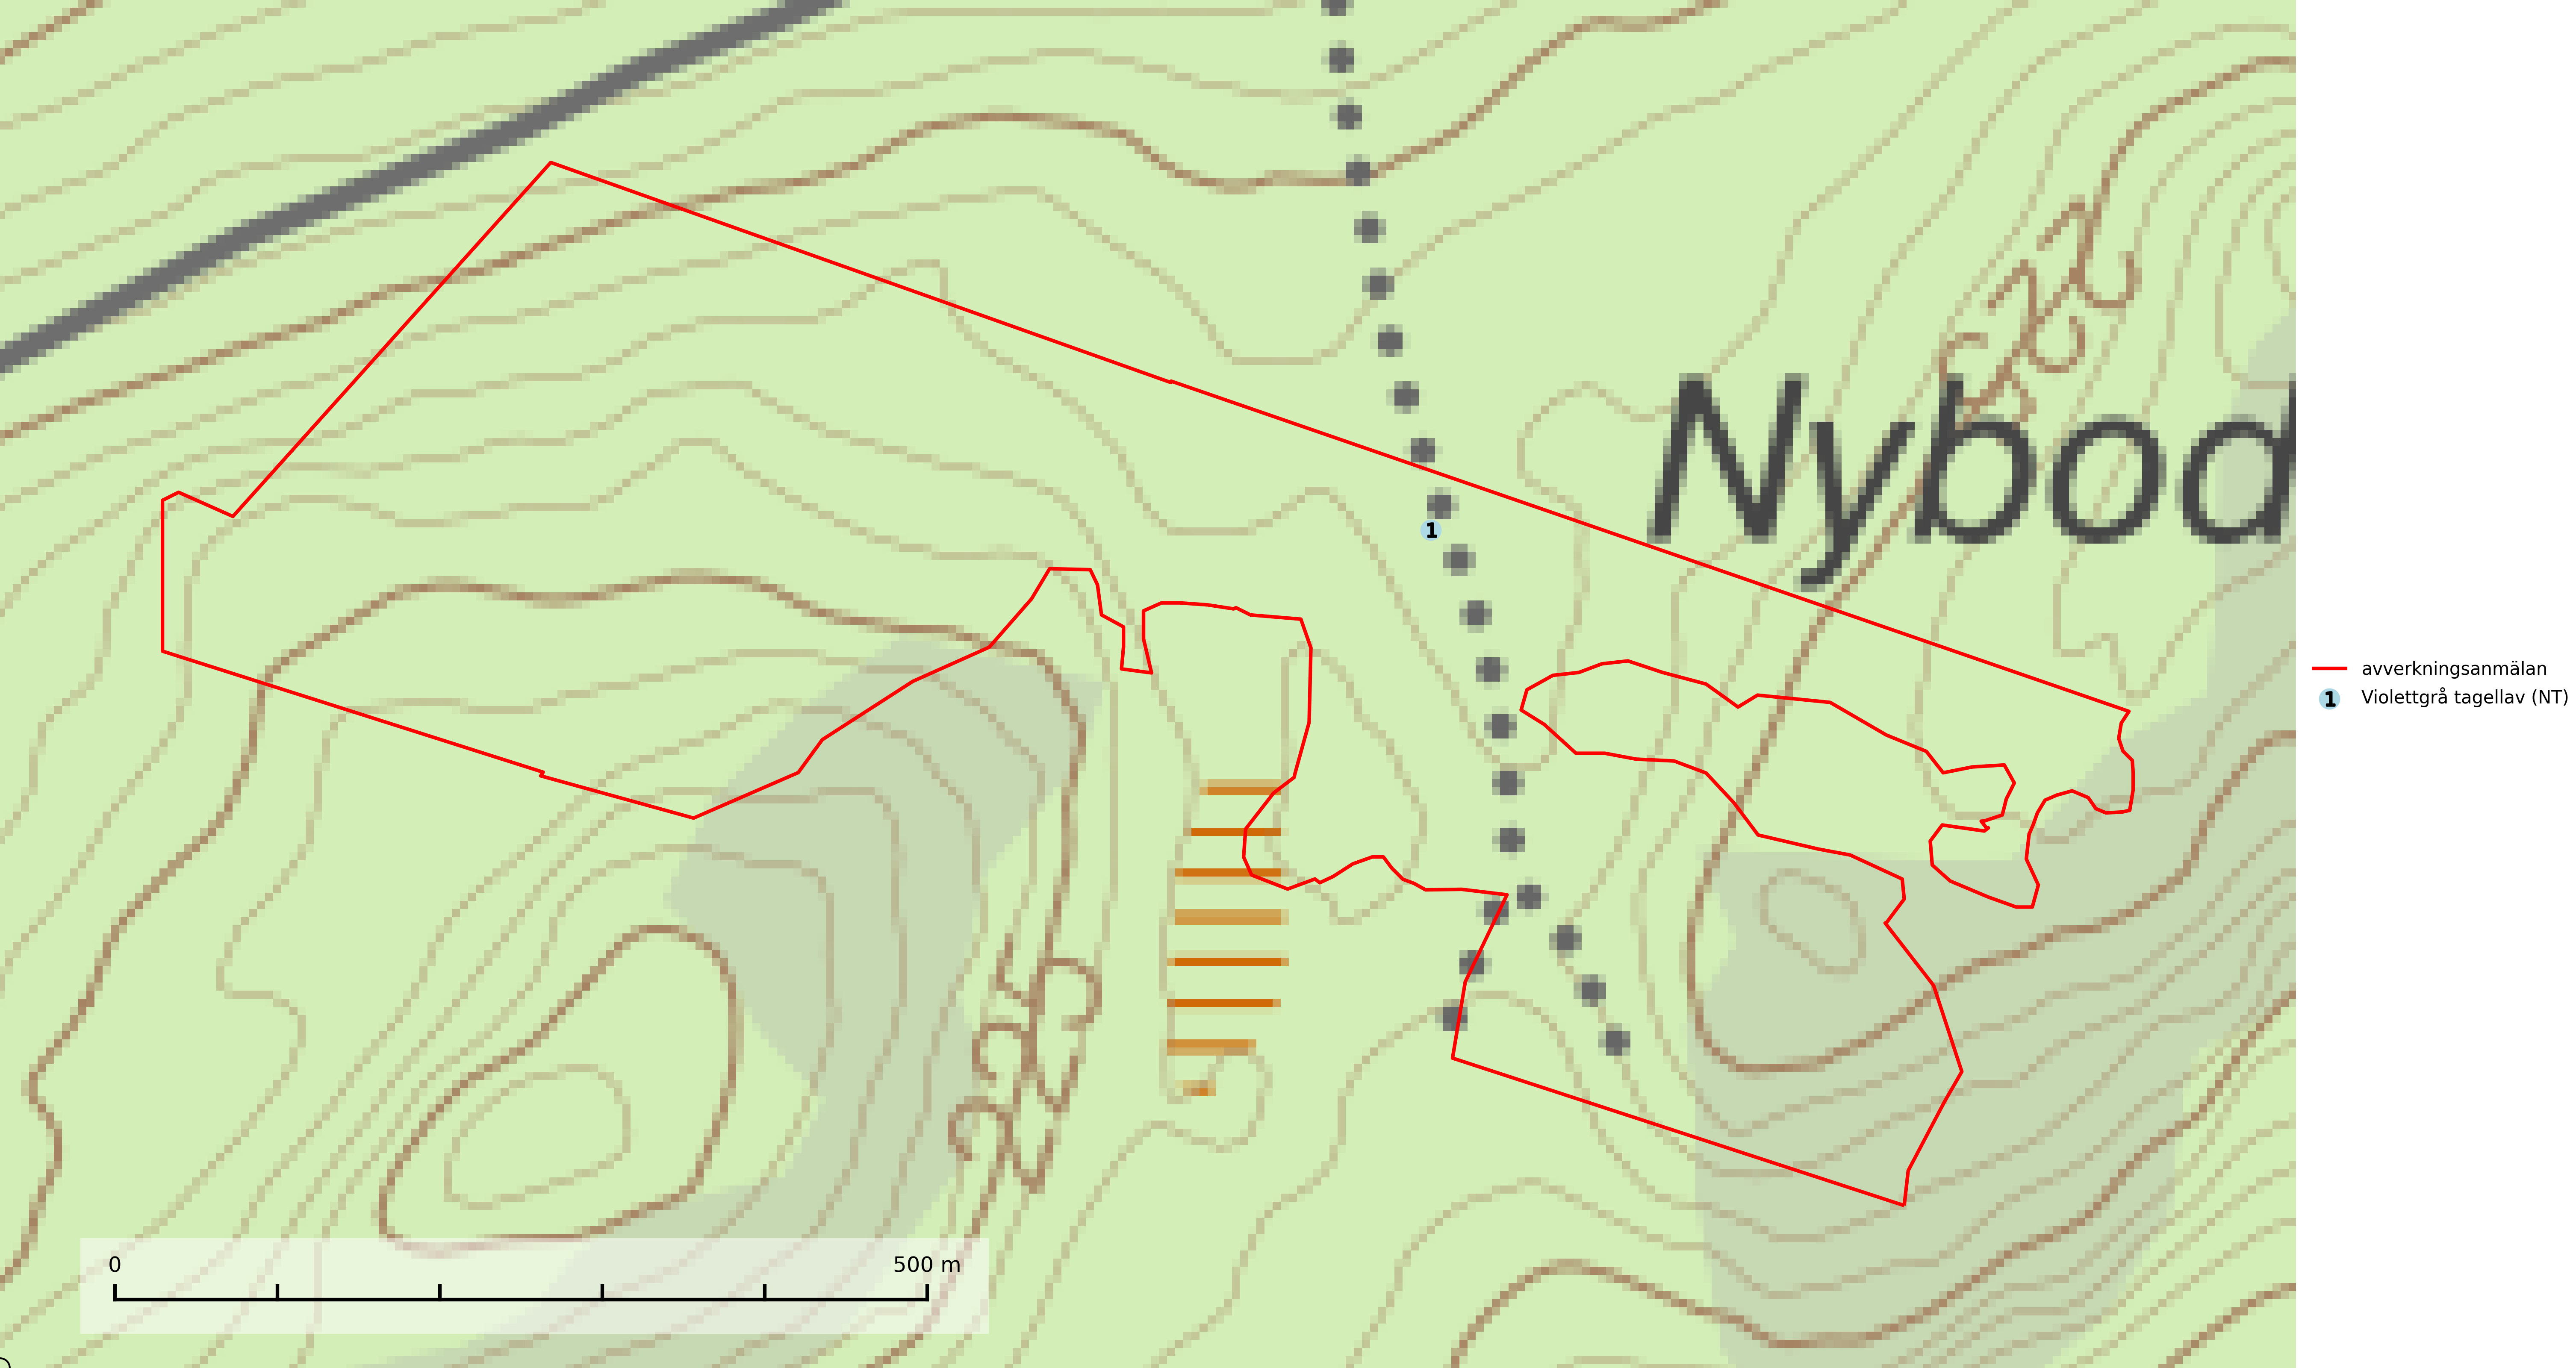 Nybod
1
avverkningsanmälan
1 Violettgrå tagellav (NT)
0 500 m